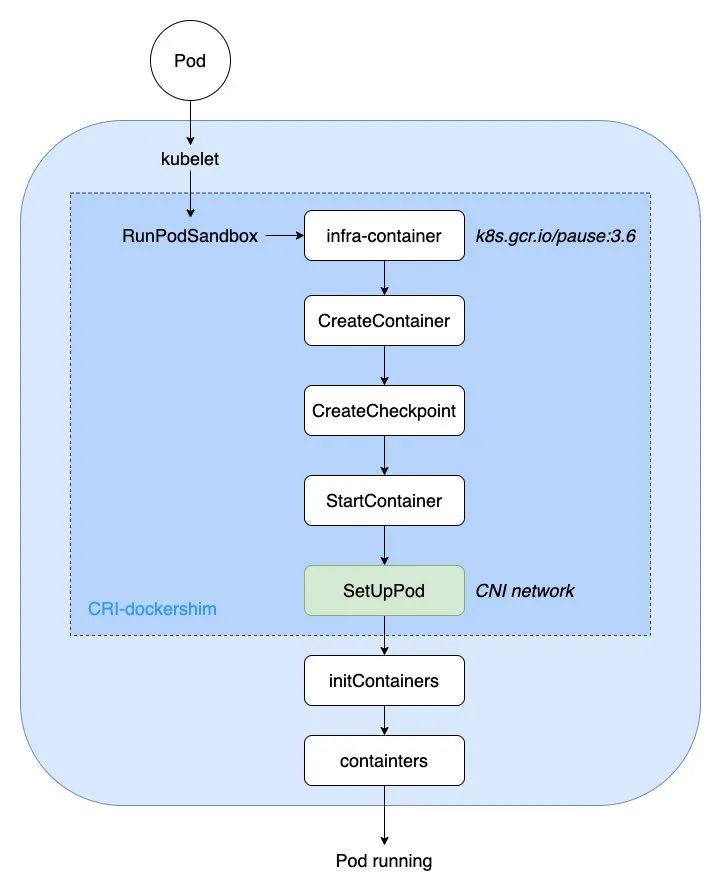 Pod
kubelet
RunPodSandbox
infra-container
k8s.gcr.io/pause:3.6
CreateContainer
CreateCheckpoint
StartContainer
SetUpPod
CNI network
CRI-dockershim
initContainers
containters
Pod running